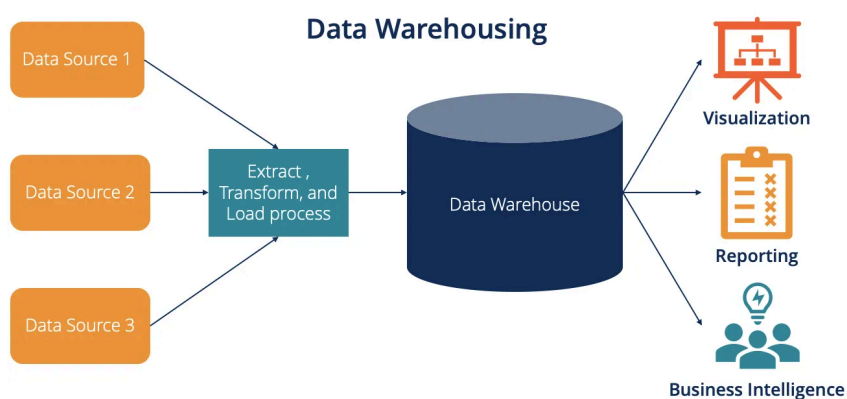 Data Warehousing
Data Source 1
Data Source 2
Data Source 3
Extract ,
Transform, and
Load process
Data Warehouse
Visualization
Reporting
Business Intelligence